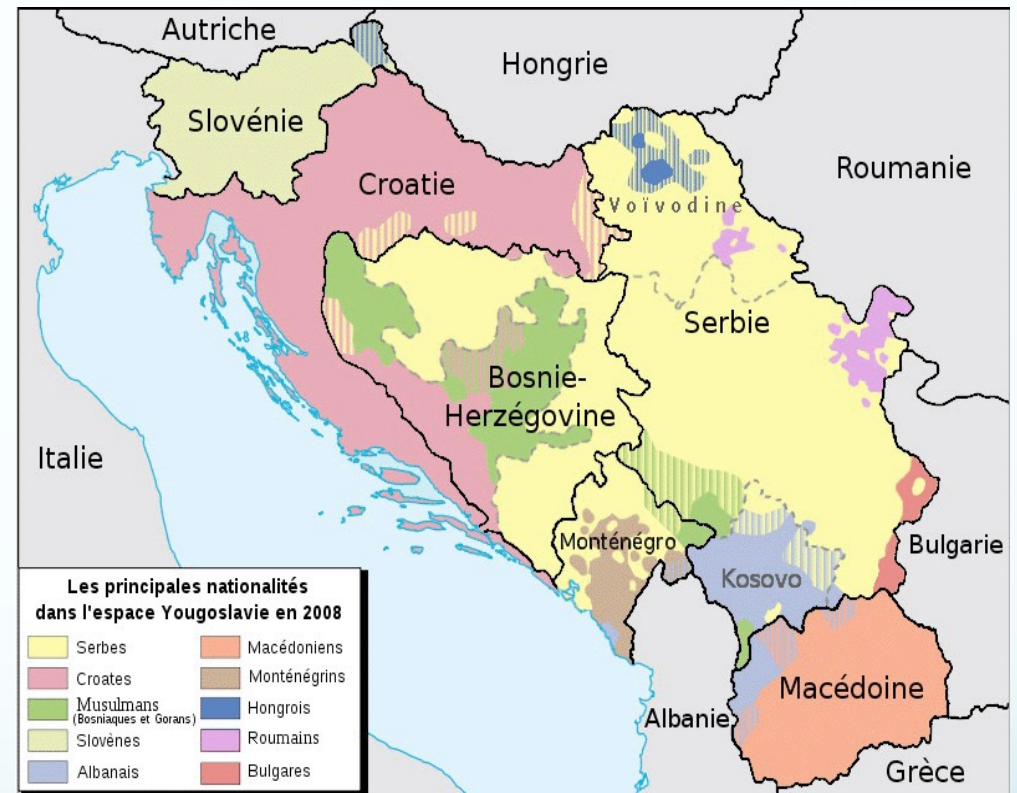 Autriche
Hongrie
Slovénie
Roumanie
Croatie
Voïvodine
Serbie
Bosnie-
Herzégovine
Italie
Monténégro
Bulgarie
Kosovo
Macédoine
Albanie
Grèce
Les principales nationalités
dans l'espace Yougoslavie en 2008
Serbes
Croates
Musulmans
(Bosniaques et Gorans)
Slovènes
Albanais
Macédoniens
Monténégrins
Hongrois
Roumains
Bulgares